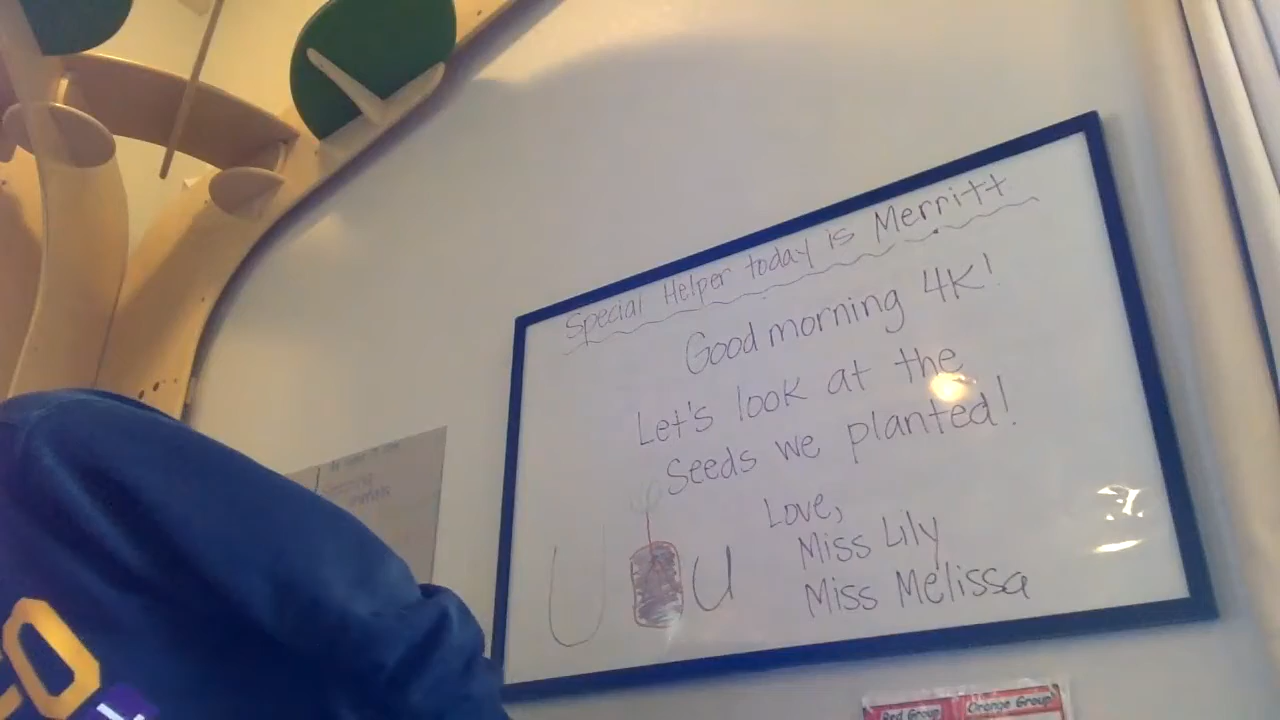 Special Helper today is Merritt
Good morning 4K!
Let's look at the
Seeds we planted!
Love,
Miss Lily
Miss Melissa
U u
Red Group Orange Group